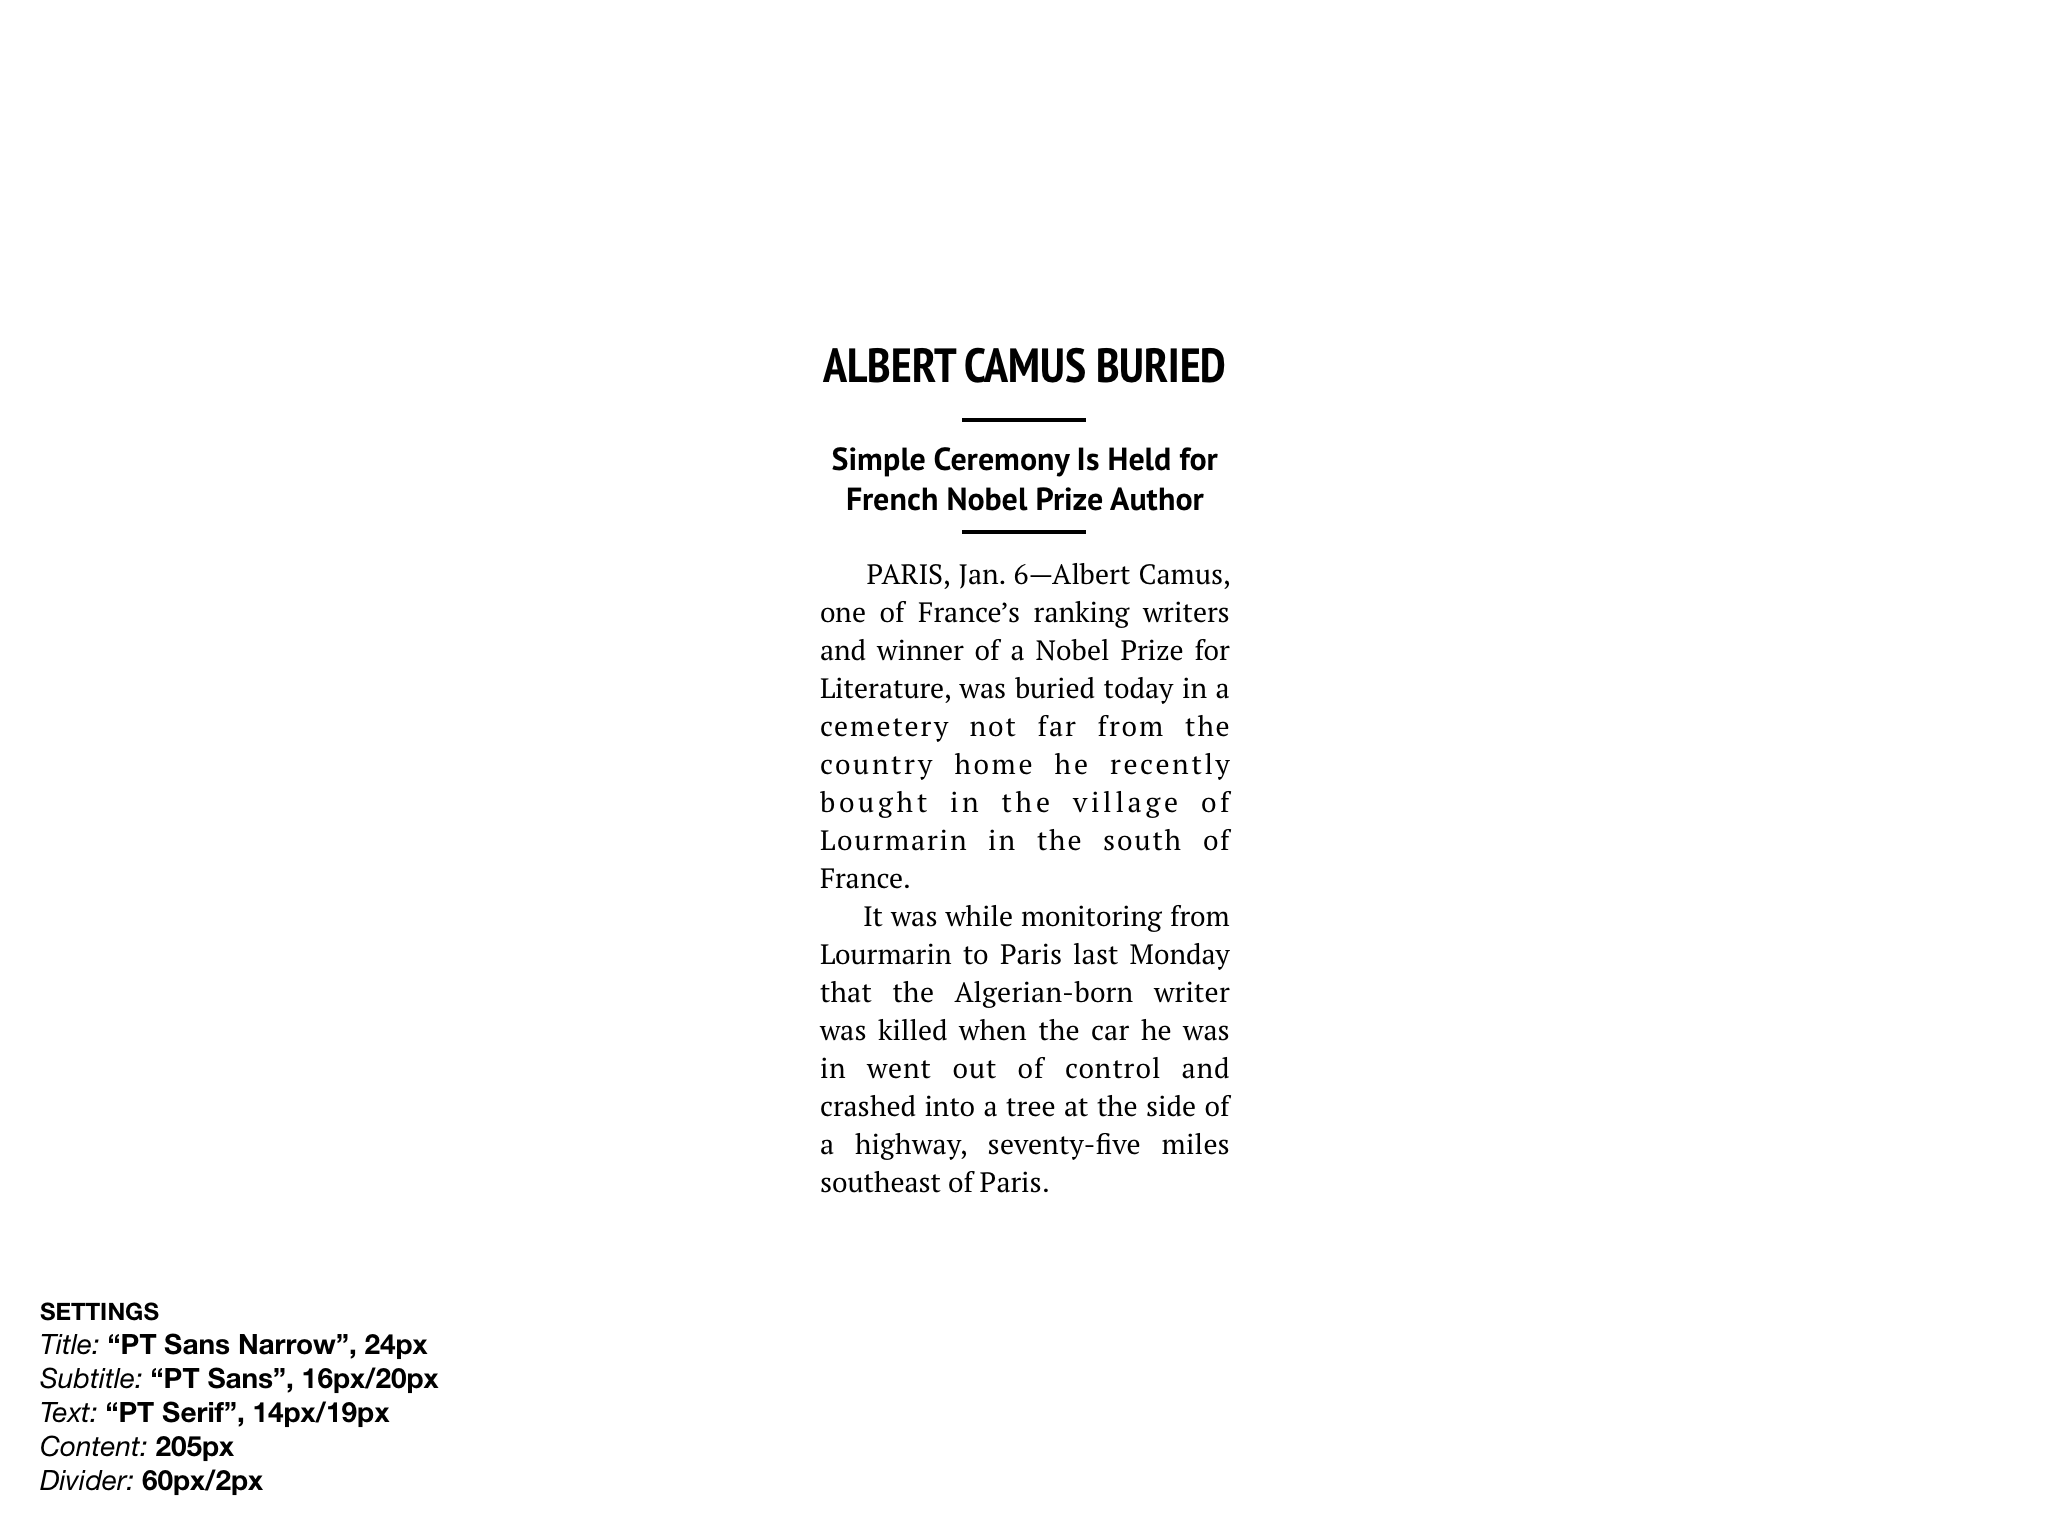 ALBERT CAMUS BURIED
Simple Ceremony Is Held for
French Nobel Prize Author
PARIS, Jan. 6—Albert Camus,
one of France’s ranking writers
and winner of a Nobel Prize for
Literature, was buried today in a
cemetery not far from the
country home he recently
bought in the village of
Lourmarin in the south of
France.
It was while monitoring from
Lourmarin to Paris last Monday
that the Algerian-born writer
was killed when the car he was
in went out of control and
crashed into a tree at the side of
a highway, seventy-five miles
southeast of Paris.
SETTINGS
Title: “PT Sans Narrow”, 24px
Subtitle: “PT Sans”, 16px/20px
Text: “PT Serif”, 14px/19px
Content: 205px
Divider: 60px/2px